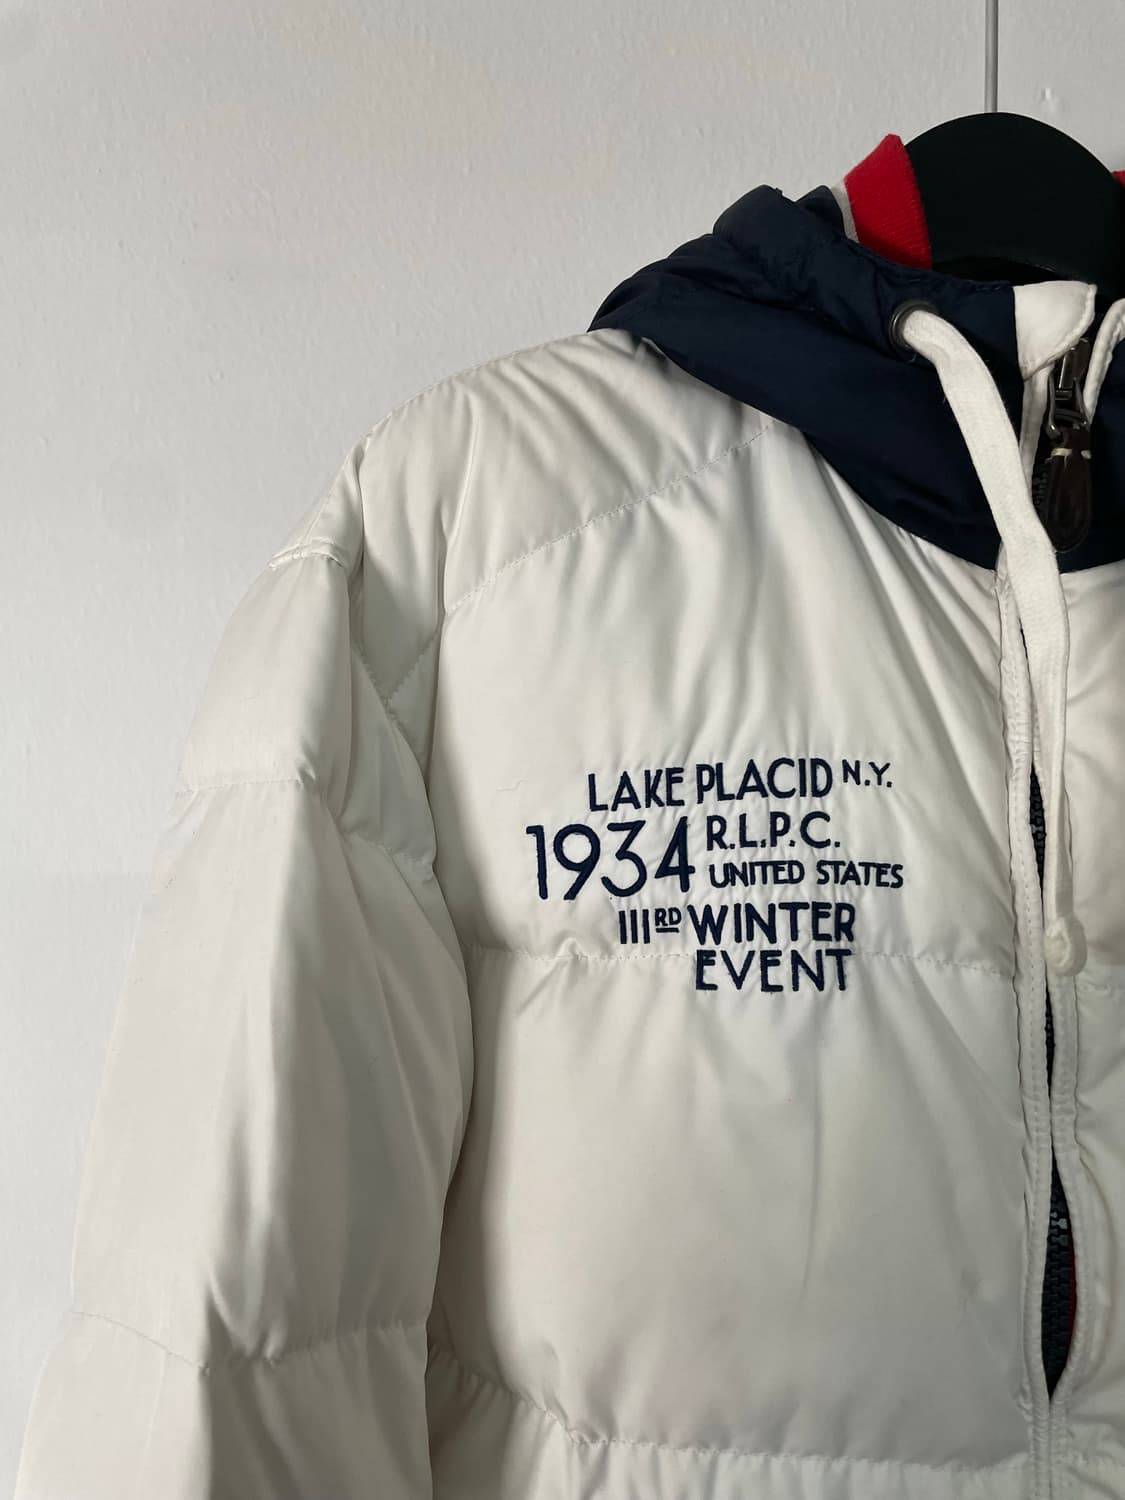 LAKE PLACID N.Y.
1934 R.L.P.C.
UNITED STATES
IIIRD WINTER
EVENT